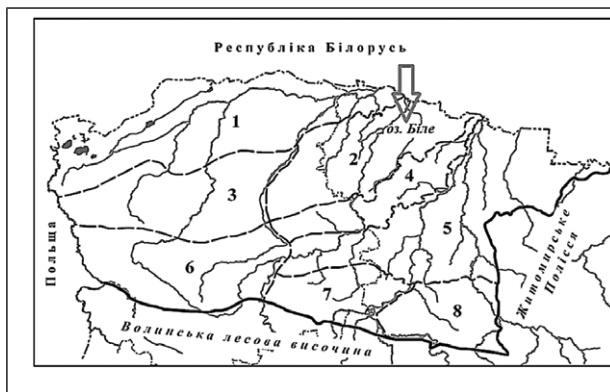 Республіка Білорусь
оз. Біле
1
2
3
4
5
6
7
8
Польща
Житомирське
Полісся
Волинська лесова височина